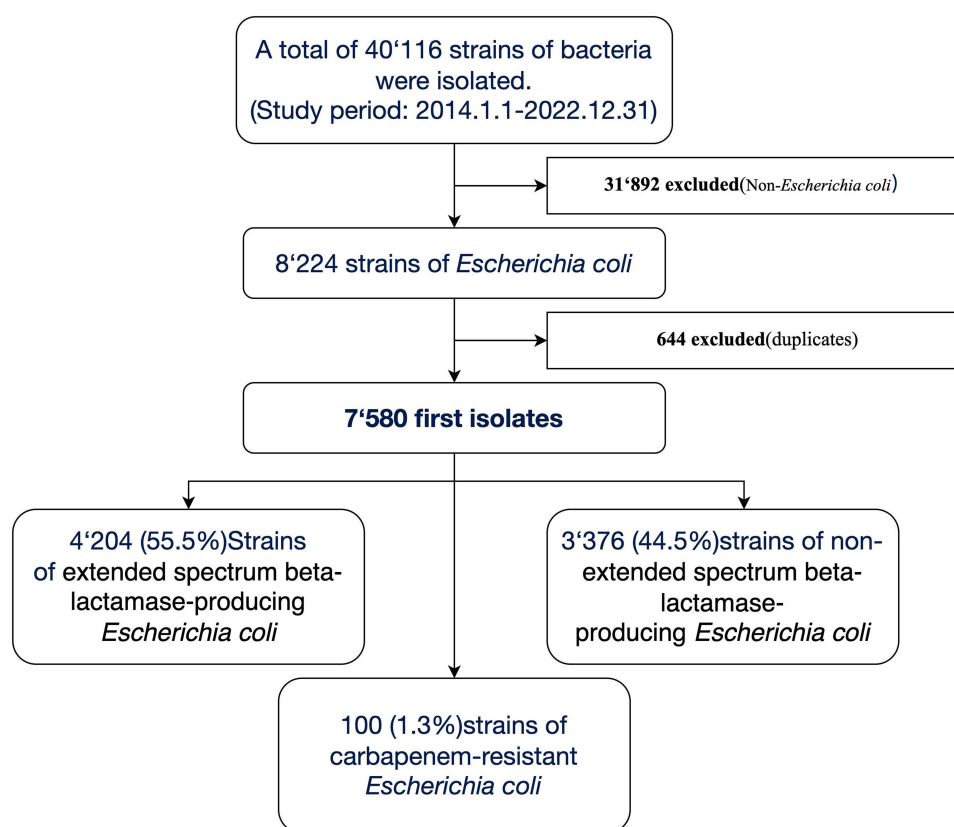 A total of 40‘116 strains of bacteria
were isolated.
(Study period: 2014.1.1-2022.12.31)
31‘892 excluded(Non-Escherichia coli)
8‘224 strains of Escherichia coli
644 excluded(duplicates)
7‘580 first isolates
4‘204 (55.5%)Strains
of extended spectrum beta-
lactamase-producing
Escherichia coli
3‘376 (44.5%)strains of non-
extended spectrum beta-
lactamase-
producing Escherichia coli
100 (1.3%)strains of
carbapenem-resistant
Escherichia coli